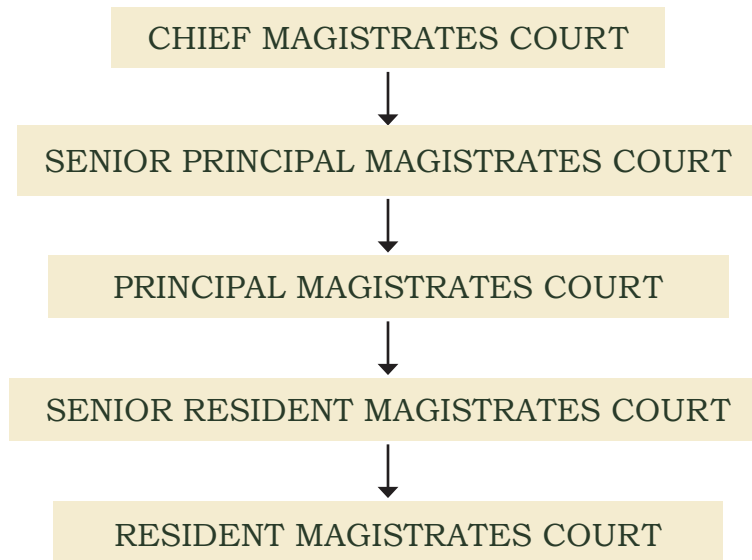 CHIEF MAGISTRATES COURT
SENIOR PRINCIPAL MAGISTRATES COURT
PRINCIPAL MAGISTRATES COURT
SENIOR RESIDENT MAGISTRATES COURT
RESIDENT MAGISTRATES COURT